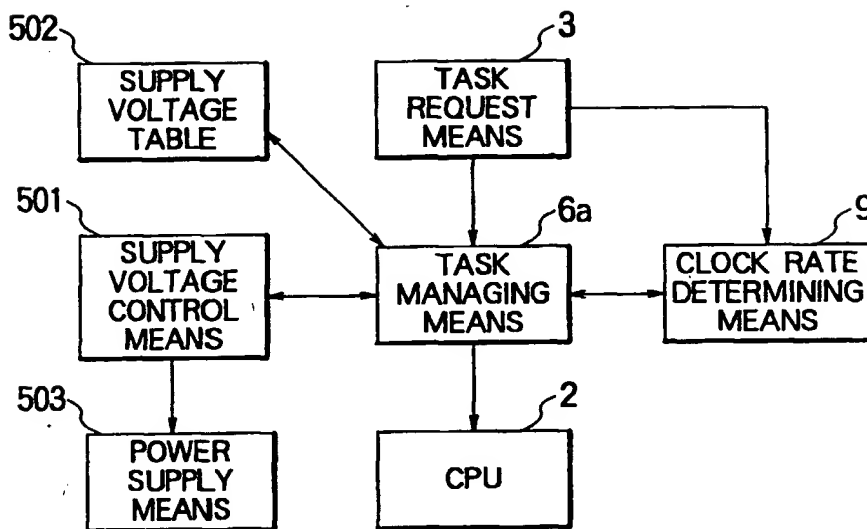 502
SUPPLY
VOLTAGE
TABLE
3
TASK
REQUEST
MEANS
501
SUPPLY
VOLTAGE
CONTROL
MEANS
6a
TASK
MANAGING
MEANS
9
CLOCK RATE
DETERMINING
MEANS
503
POWER
SUPPLY
MEANS
2
CPU